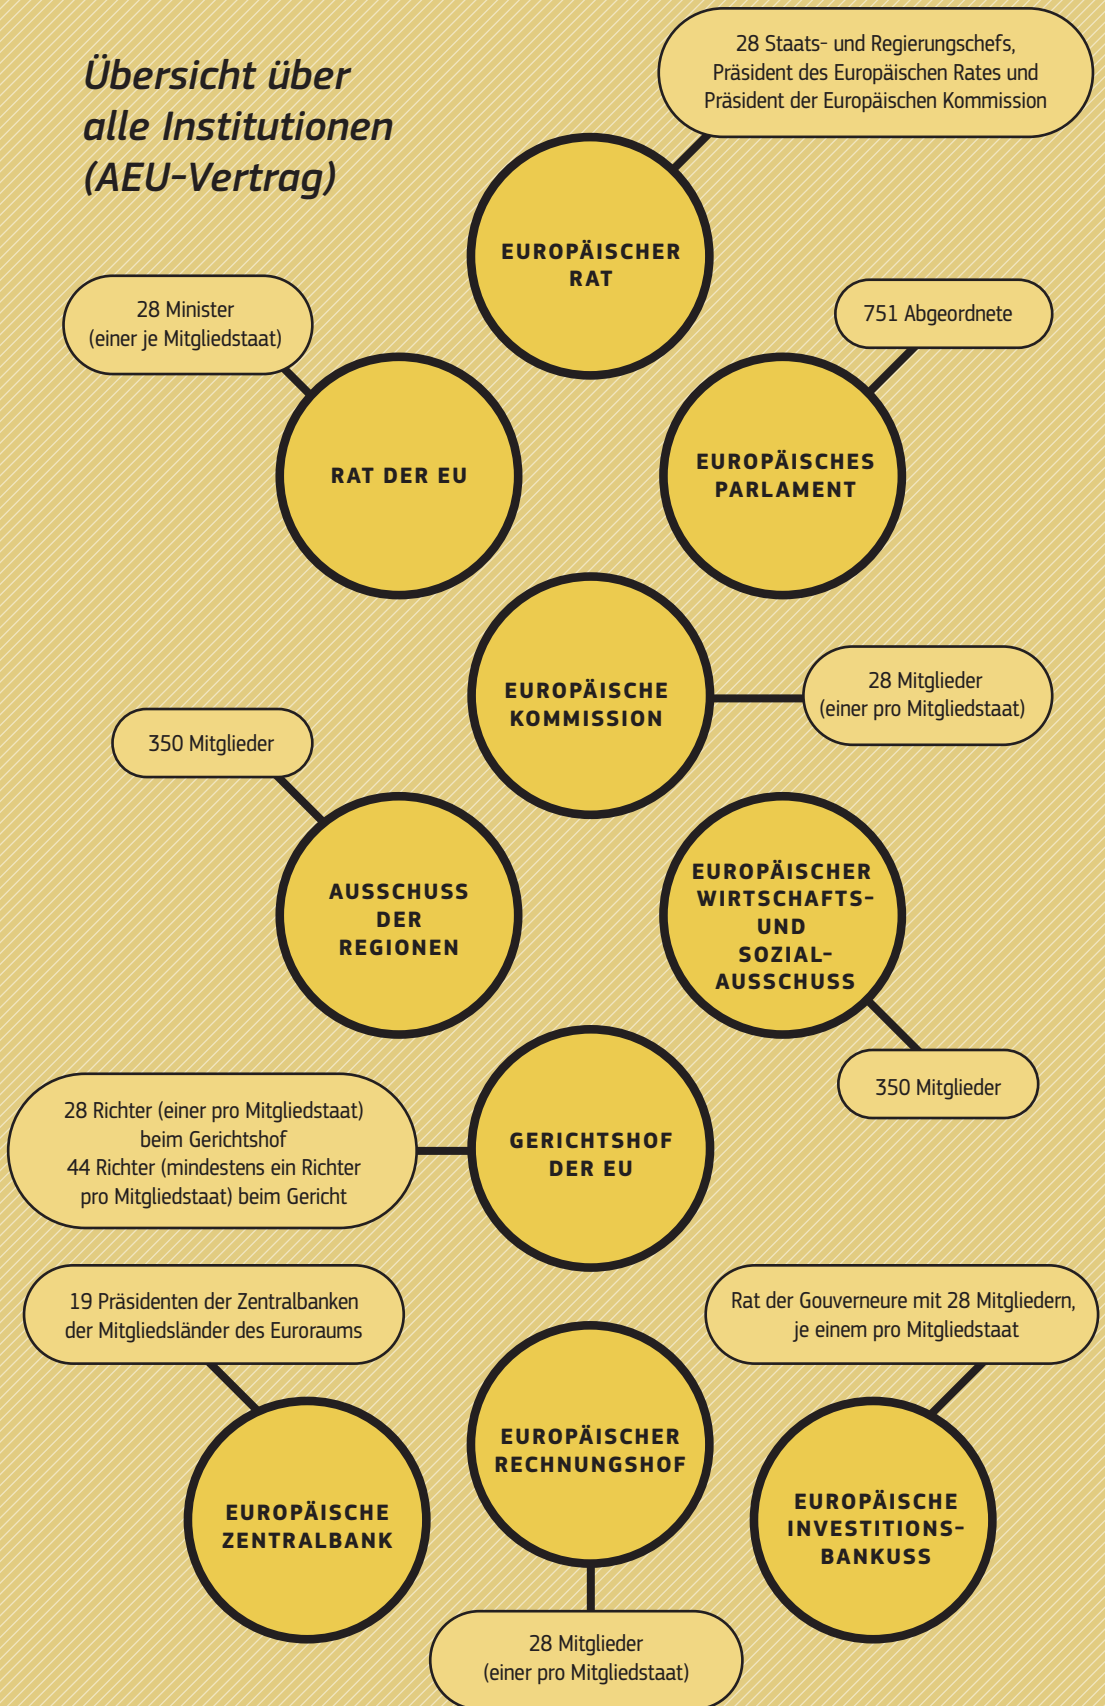 Übersicht über
alle Institutionen
(AEU-Vertrag)
28 Staats- und Regierungschefs,
Präsident des Europäischen Rates und
Präsident der Europäischen Kommission
EUROPÄISCHER
RAT
28 Minister
(einer je Mitgliedstaat)
RAT DER EU
751 Abgeordnete
EUROPÄISCHES
PARLAMENT
EUROPÄISCHE
KOMMISSION
28 Mitglieder
(einer pro Mitgliedstaat)
350 Mitglieder
AUSSCHUSS
DER
REGIONEN
EUROPÄISCHER
WIRTSCHAFTS-
UND
SOZIAL-
AUSSCHUSS
350 Mitglieder
28 Richter (einer pro Mitgliedstaat)
beim Gerichtshof
44 Richter (mindestens ein Richter
pro Mitgliedstaat) beim Gericht
GERICHTSHOF
DER EU
19 Präsidenten der Zentralbanken
der Mitgliedsländer des Euroraums
EUROPÄISCHE
ZENTRALBANK
EUROPÄISCHER
RECHNUNGSHOF
28 Mitglieder
(einer pro Mitgliedstaat)
Rat der Gouverneure mit 28 Mitgliedern,
je einem pro Mitgliedstaat
EUROPÄISCHE
INVESTITIONS-
BANKUSS